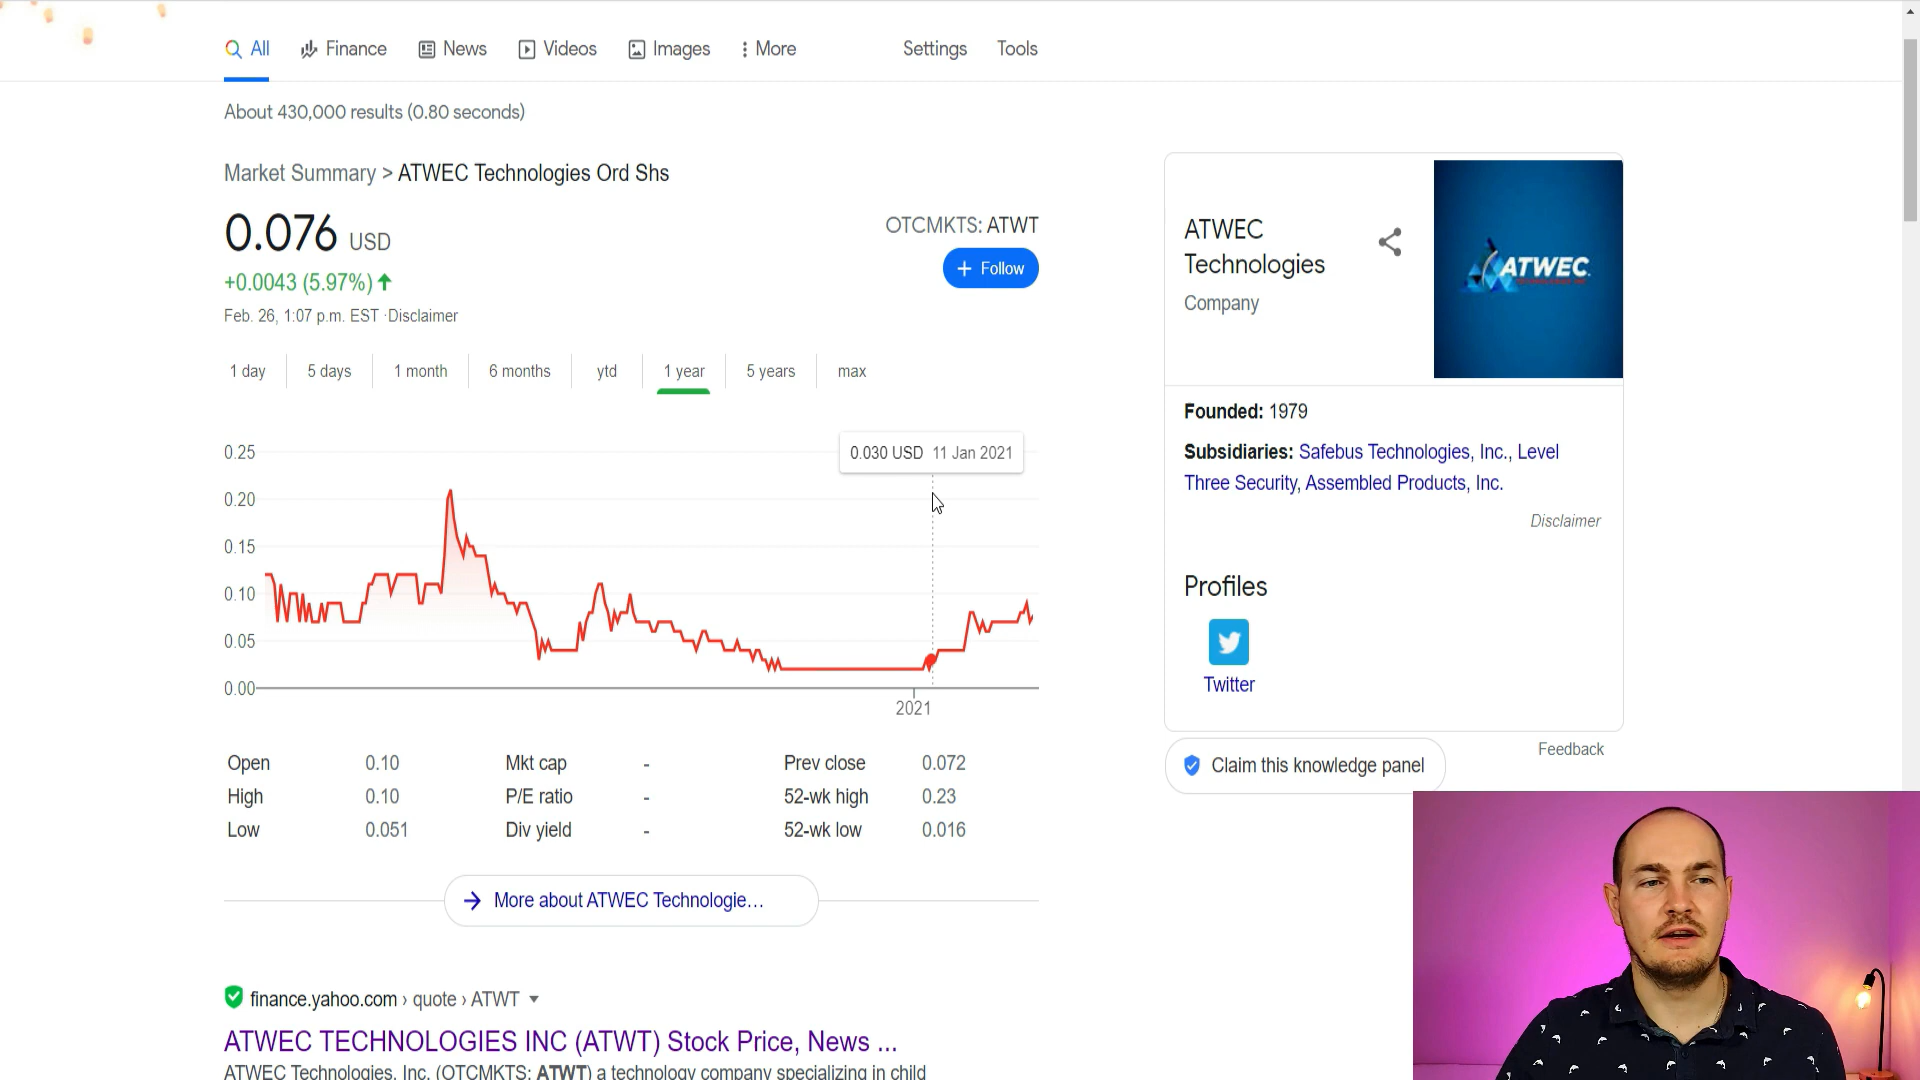 All Finance News Videos Images More Settings Tools
About 430,000 results (0.80 seconds)
Market Summary > ATWEC Technologies Ord Shs
0.076 USD
OTCMKTS: ATWT
+ Follow
+0.0043 (5.97%)
Feb. 26, 1:07 p.m. EST · Disclaimer
1 day 5 days 1 month 6 months ytd 1 year 5 years max
0.030 USD 11 Jan 2021
0.25
0.20
0.15
0.10
0.05
0.00
2021
Open 0.10 Mkt cap - Prev close 0.072
High 0.10 P/E ratio - 52-wk high 0.23
Low 0.051 Div yield - 52-wk low 0.016
More about ATWEC Technologie...
finance.yahoo.com › quote › ATWT
ATWEC TECHNOLOGIES INC (ATWT) Stock Price, News ...
ATWEC Technologies, Inc. (OTCMKTS: ATWT) a technology company specializing in child
ATWEC
Technologies
Company
ATWEC
Founded: 1979
Subsidiaries: Safebus Technologies, Inc., Level
Three Security, Assembled Products, Inc.
Disclaimer
Profiles
Twitter
Feedback
Claim this knowledge panel